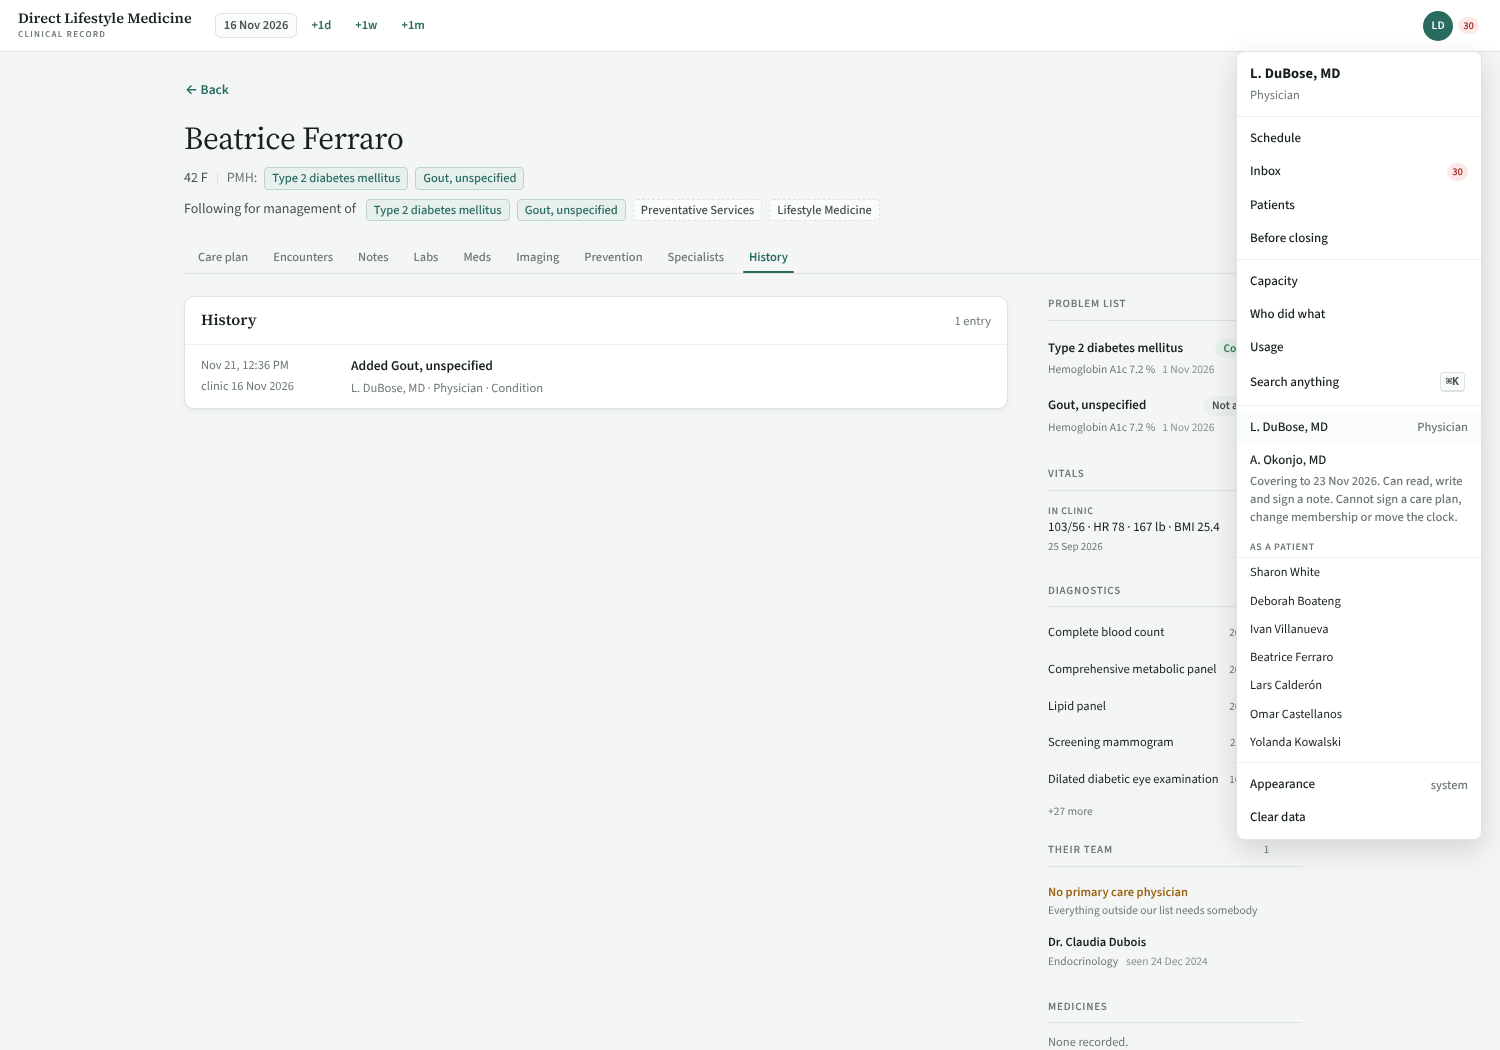 Direct Lifestyle Medicine
CLINICAL RECORD
16 Nov 2026
+1d
+1w
+1m
LD
30
← Back
Beatrice Ferraro
42 F
PMH:
Type 2 diabetes mellitus
Gout, unspecified
Following for management of
Type 2 diabetes mellitus
Gout, unspecified
Preventative Services
Lifestyle Medicine
Care plan
Encounters
Notes
Labs
Meds
Imaging
Prevention
Specialists
History
History
1 entry
Nov 21, 12:36 PM
clinic 16 Nov 2026
Added Gout, unspecified
L. DuBose, MD · Physician · Condition
PROBLEM LIST
Type 2 diabetes mellitus
Co
Hemoglobin A1c 7.2 % 1 Nov 2026
Gout, unspecified
Not a
Hemoglobin A1c 7.2 % 1 Nov 2026
VITALS
IN CLINIC
103/56 · HR 78 · 167 lb · BMI 25.4
25 Sep 2026
DIAGNOSTICS
Complete blood count
Comprehensive metabolic panel
Lipid panel
Screening mammogram
Dilated diabetic eye examination
+27 more
THEIR TEAM
1
No primary care physician
Everything outside our list needs somebody
Dr. Claudia Dubois
Endocrinology seen 24 Dec 2024
MEDICINES
None recorded.
L. DuBose, MD
Physician
Schedule
Inbox
30
Patients
Before closing
Capacity
Who did what
Usage
Search anything
⌘K
L. DuBose, MD
Physician
A. Okonjo, MD
Covering to 23 Nov 2026. Can read, write
and sign a note. Cannot sign a care plan,
change membership or move the clock.
AS A PATIENT
Sharon White
Deborah Boateng
Ivan Villanueva
Beatrice Ferraro
Lars Calderón
Omar Castellanos
Yolanda Kowalski
Appearance
system
Clear data